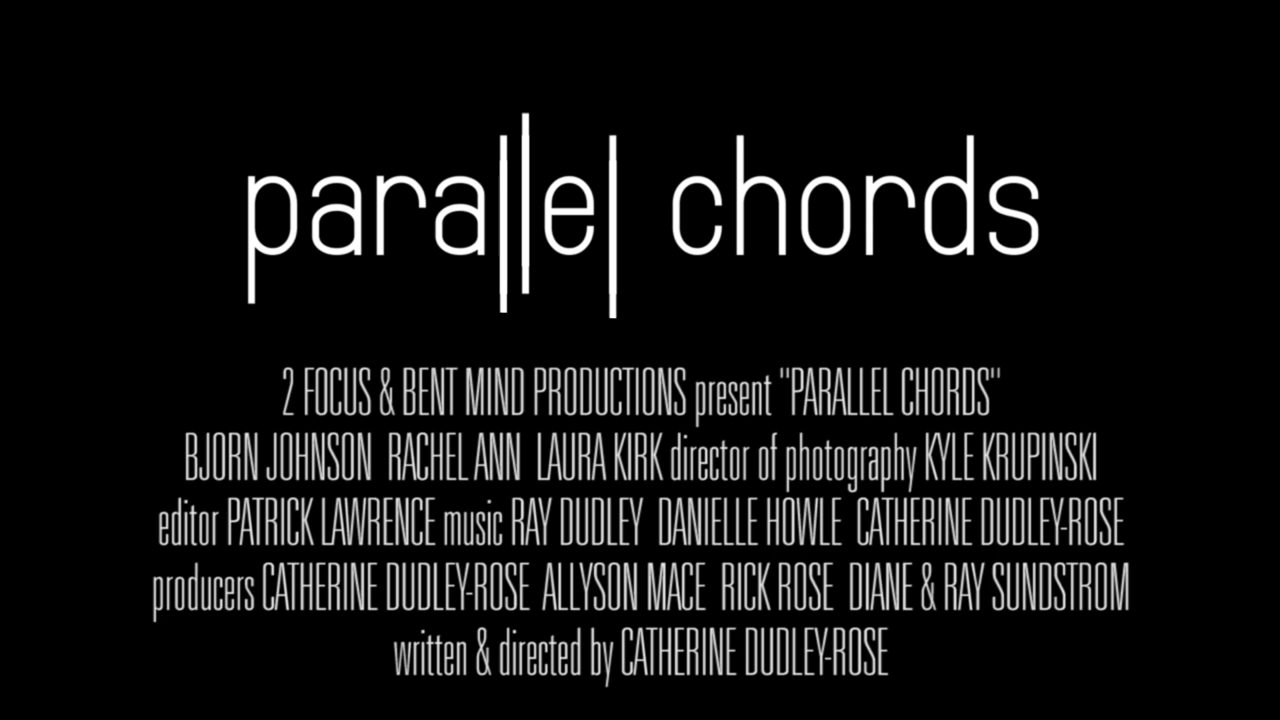 parallel chords
2 FOCUS & BENT MIND PRODUCTIONS present "PARALLEL CHORDS"
BJORN JOHNSON RACHEL ANN LAURA KIRK director of photography KYLE KRUPINSKI
editor PATRICK LAWRENCE music RAY DUDLEY DANIELLE HOWLE CATHERINE DUDLEY-ROSE
producers CATHERINE DUDLEY-ROSE ALLYSON MACE RICK ROSE DIANE & RAY SUNDSTROM
written & directed by CATHERINE DUDLEY-ROSE